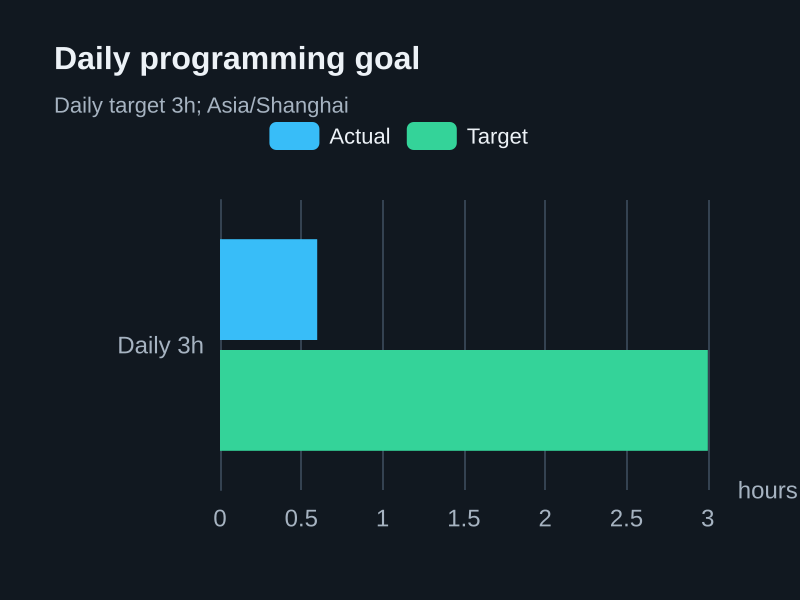 Daily programming goal
Daily target 3h; Asia/Shanghai
Actual Target
Daily 3h
hours
0 0.5 1 1.5 2 2.5 3